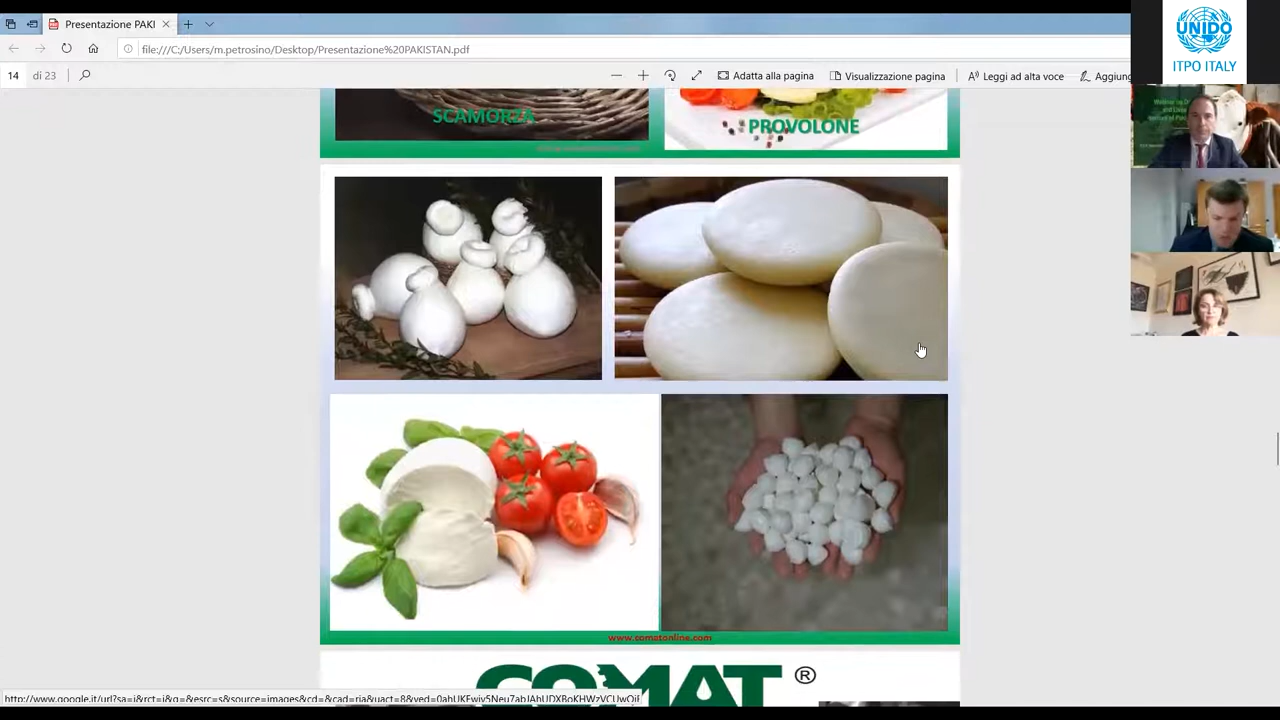 Presentazione PAKI
file:///C:/Users/m.petrosino/Desktop/Presentazione%20PAKISTAN.pdf
14 di 23
Adatta alla pagina
Visualizzazione pagina
Leggi ad alta voce
Aggiung
UNIDO
ITPO ITALY
SCAMORZA
PROVOLONE
www.comatonline.com
COMAT ®